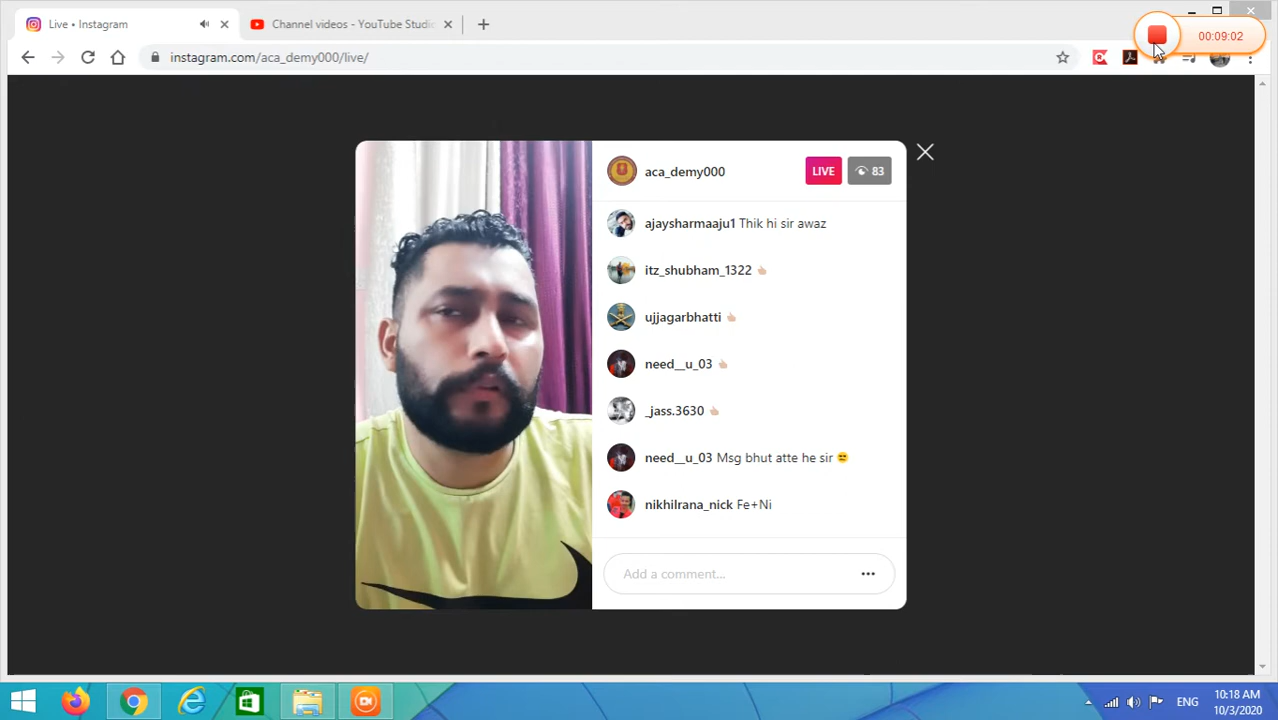 Live • Instagram
Channel videos - YouTube Studi
00:09:02
instagram.com/aca_demy000/live/
aca_demy000
LIVE
83
ajaysharmaaju1 Thik hi sir awaz
itz_shubham_1322 👆🏻
ujjagarbhatti 👆🏻
need__u_03 👆🏻
_jass.3630 👆🏻
need__u_03 Msg bhut atte he sir 😒
nikhilrana_nick Fe+Ni
Add a comment...
ENG
10:18 AM
10/3/2020